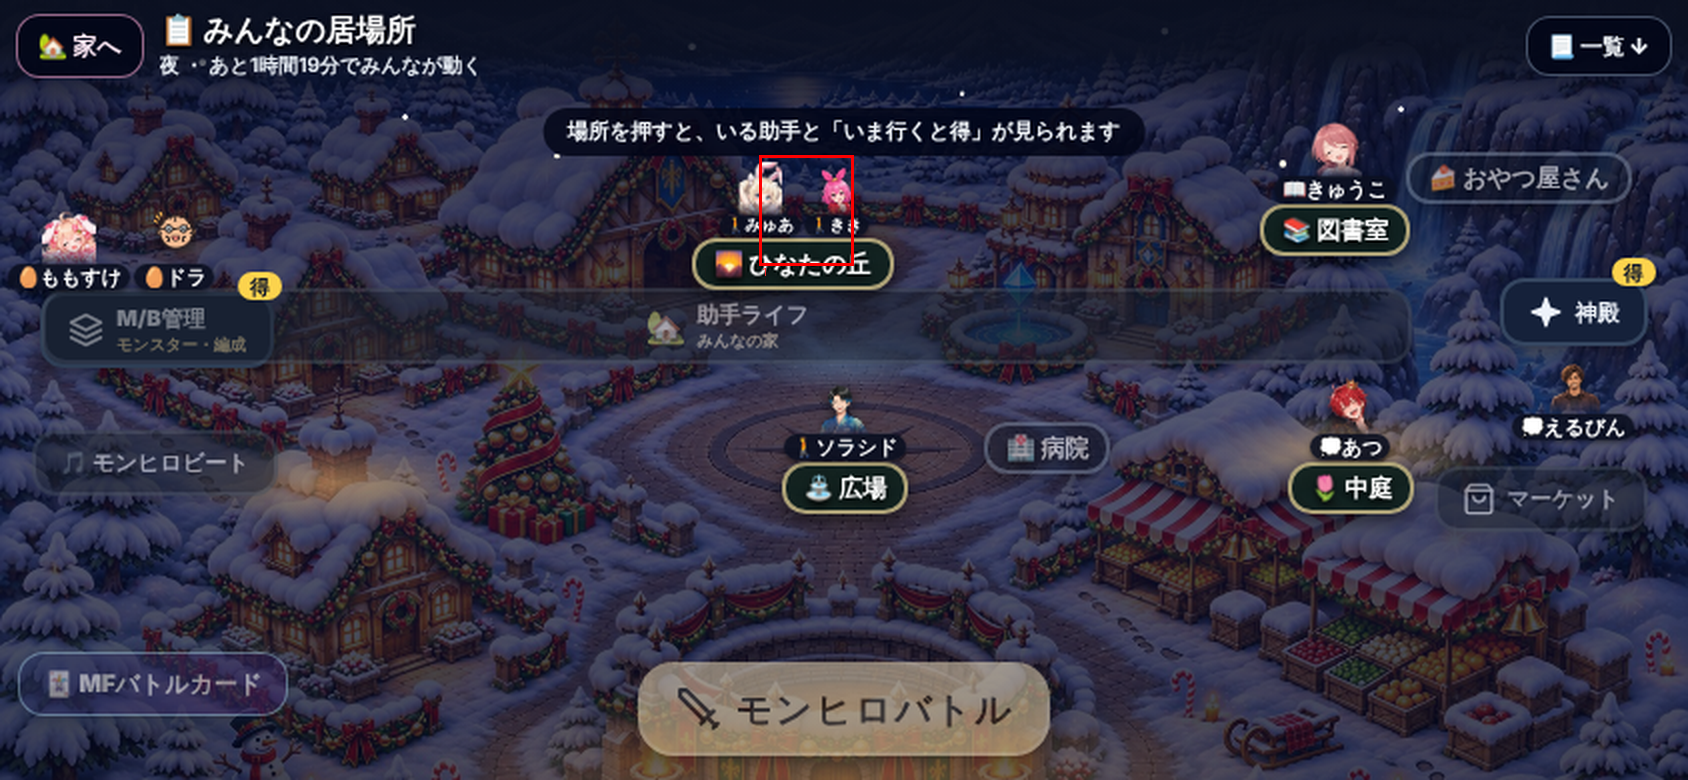 家へ
みんなの居場所
夜 ・ あと1時間19分でみんなが動く
一覧↓
場所を押すと、いる助手と「いま行くと得」が見られます
きゅうこ
おやつ屋さん
図書室
みゅあ
きき
ひなたの丘
ももすけ
ドラ
得
M/B管理
モンスター・編成
助手ライフ
みんなの家
得
神殿
ソラシド
広場
病院
あつ
中庭
えるびん
マーケット
モンヒロビート
MFバトルカード
モンヒロバトル